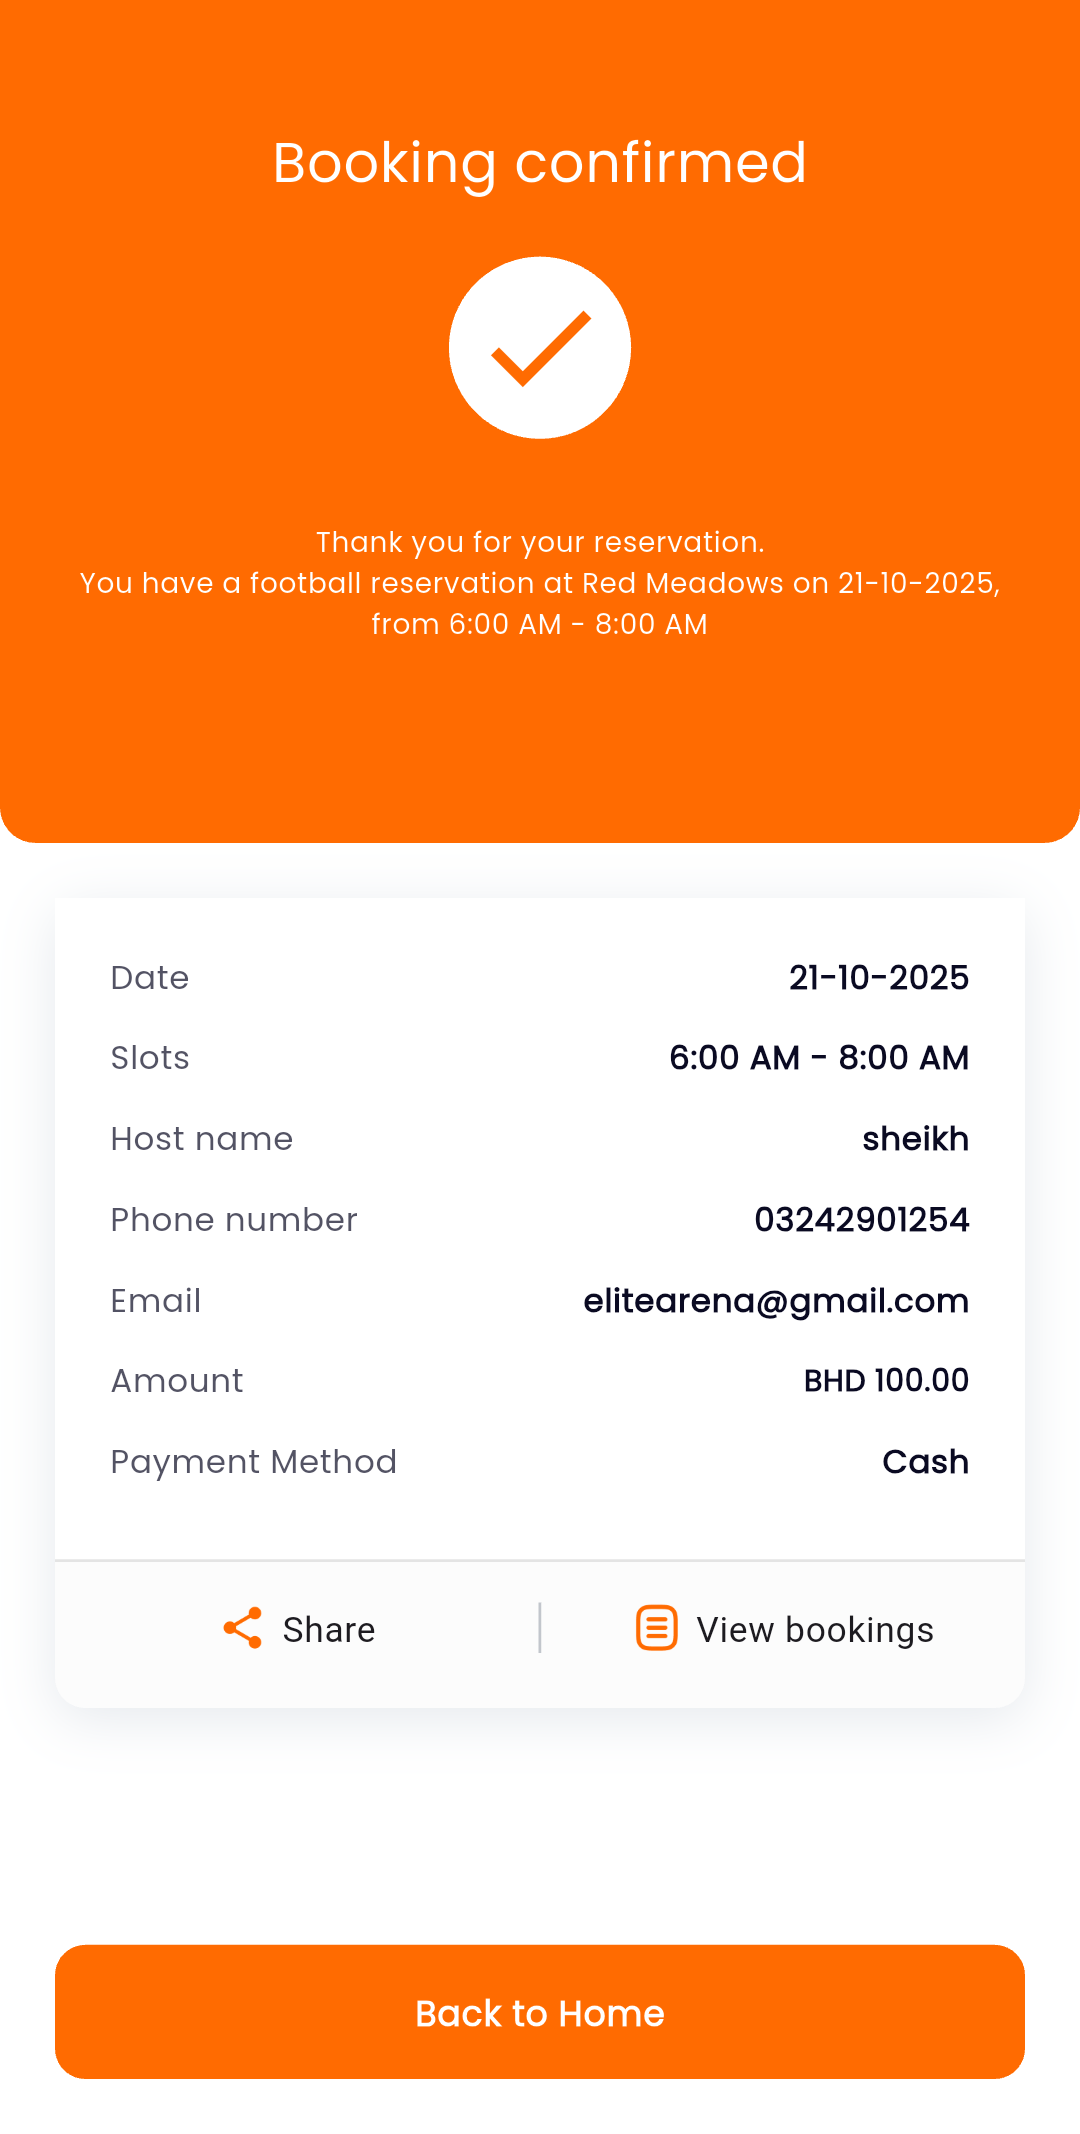 Booking confirmed
Thank you for your reservation.
You have a football reservation at Red Meadows on 21-10-2025,
from 6:00 AM - 8:00 AM
Date 21-10-2025
Slots 6:00 AM - 8:00 AM
Host name sheikh
Phone number 03242901254
Email elitearena@gmail.com
Amount BHD 100.00
Payment Method Cash
Share View bookings
Back to Home